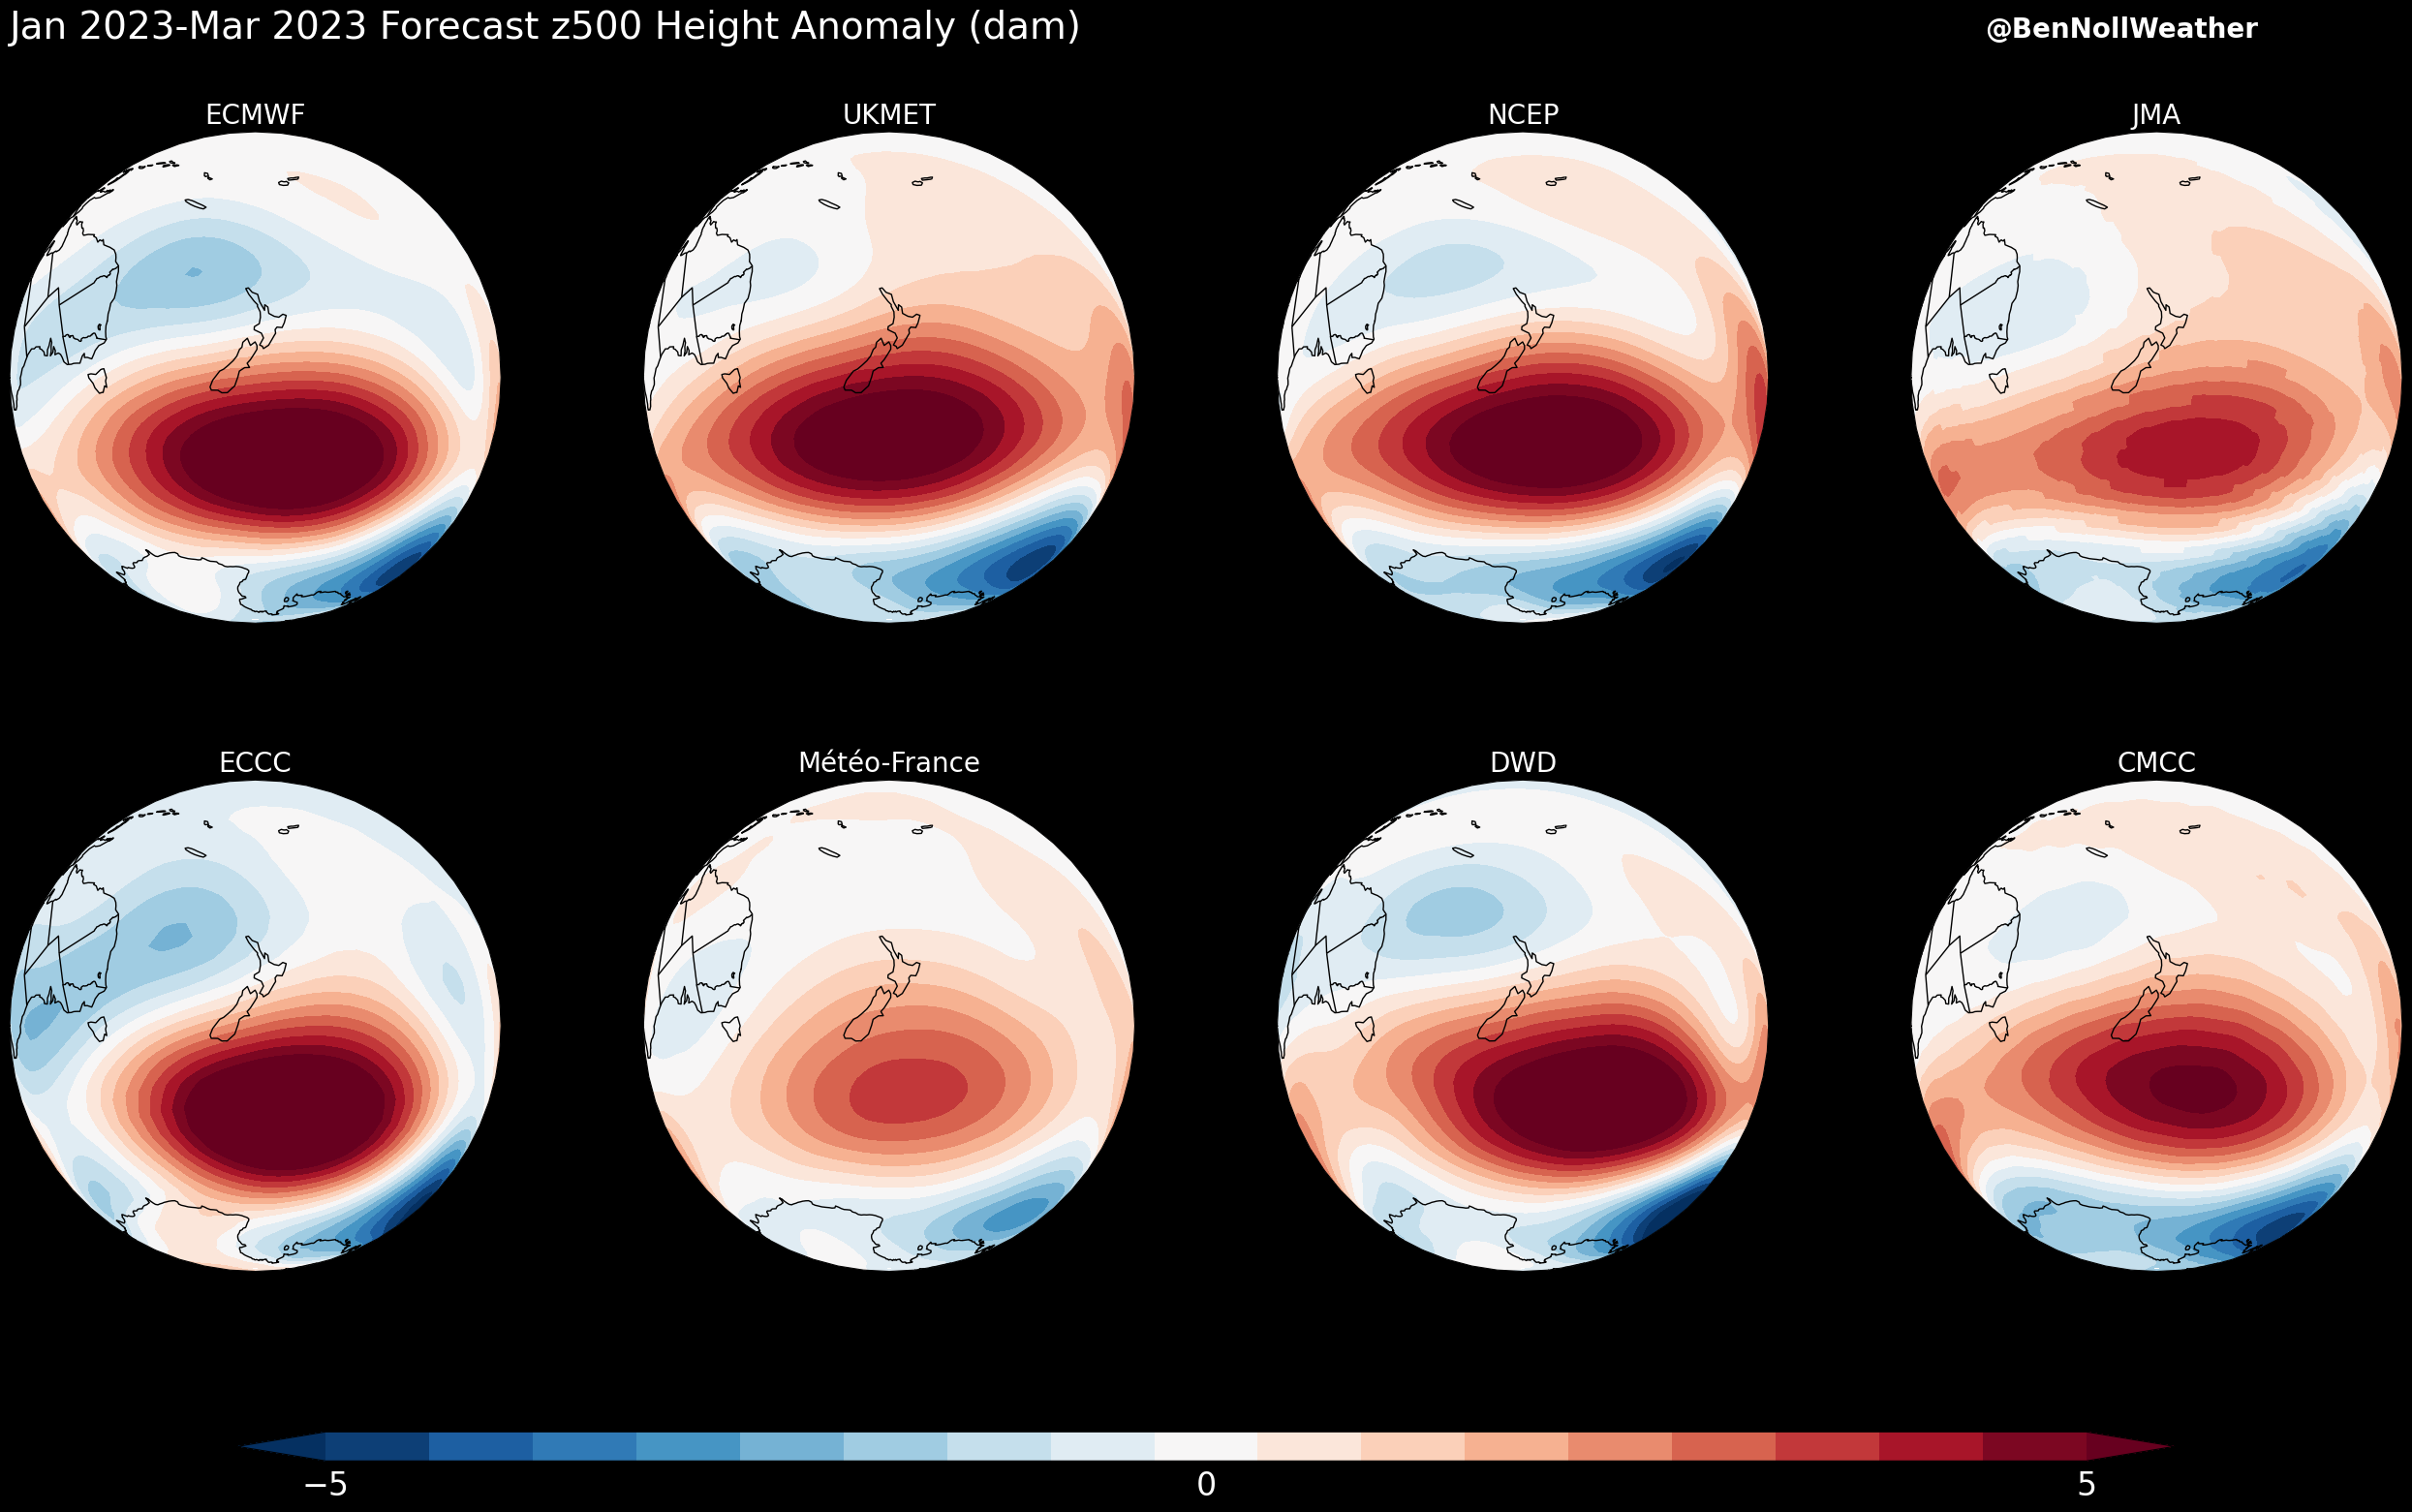 Jan 2023-Mar 2023 Forecast z500 Height Anomaly (dam)
@BenNollWeather
ECMWF
UKMET
NCEP
JMA
ECCC
Météo-France
DWD
CMCC
−5
0
5